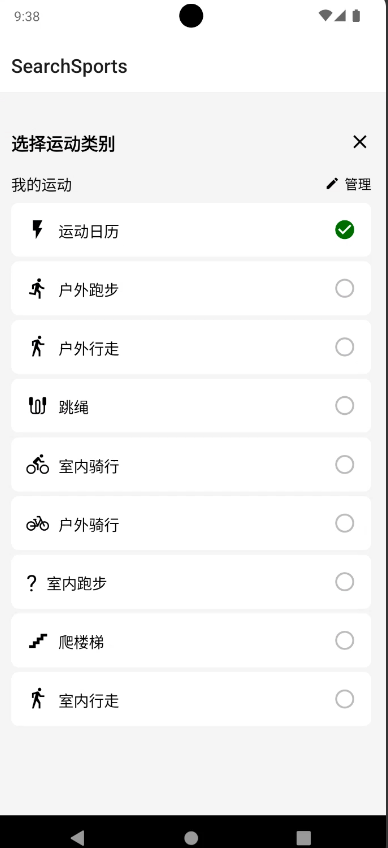 9:38
SearchSports
选择运动类别
我的运动 管理
运动日历
户外跑步
户外行走
跳绳
室内骑行
户外骑行
? 室内跑步
爬楼梯
室内行走